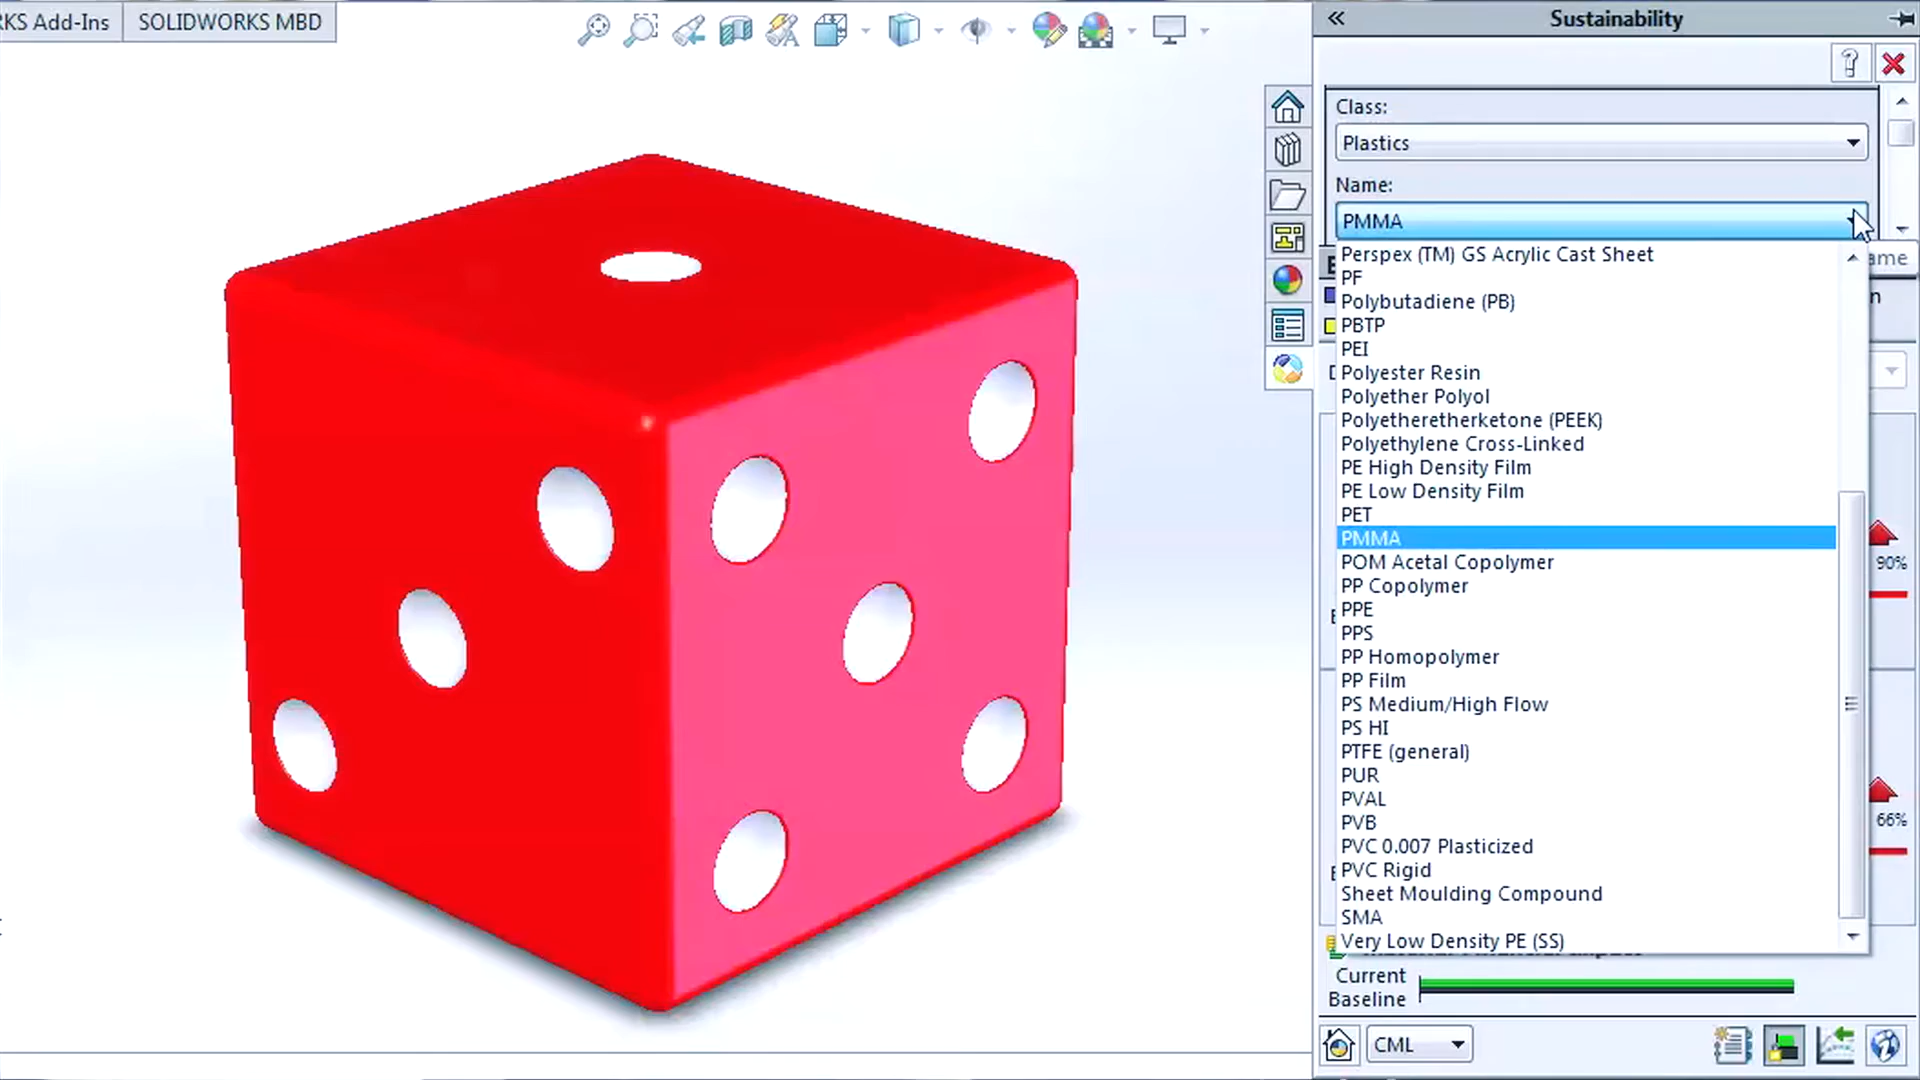 KS Add-Ins
SOLIDWORKS MBD
Sustainability
Class:
Plastics
Name:
PMMA
ame
Perspex (TM) GS Acrylic Cast Sheet
PF
Polybutadiene (PB)
n
PBTP
PEI
Polyester Resin
Polyether Polyol
Polyetheretherketone (PEEK)
Polyethylene Cross-Linked
PE High Density Film
PE Low Density Film
PET
PMMA
POM Acetal Copolymer
90%
PP Copolymer
PPE
PPS
PP Homopolymer
PP Film
PS Medium/High Flow
PS HI
PTFE (general)
PUR
PVAL
PVB
66%
PVC 0.007 Plasticized
PVC Rigid
Sheet Moulding Compound
SMA
Very Low Density PE (SS)
Current
Baseline
CML